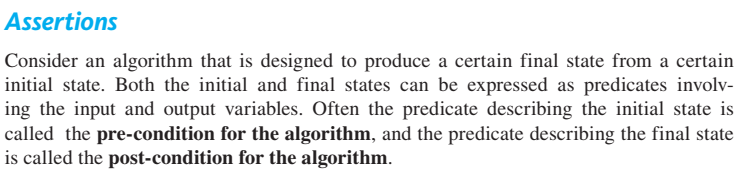 Assertions
Consider an algorithm that is designed to produce a certain final state from a certain
initial state. Both the initial and final states can be expressed as predicates involv-
ing the input and output variables. Often the predicate describing the initial state is
called the pre-condition for the algorithm, and the predicate describing the final state
is called the post-condition for the algorithm.